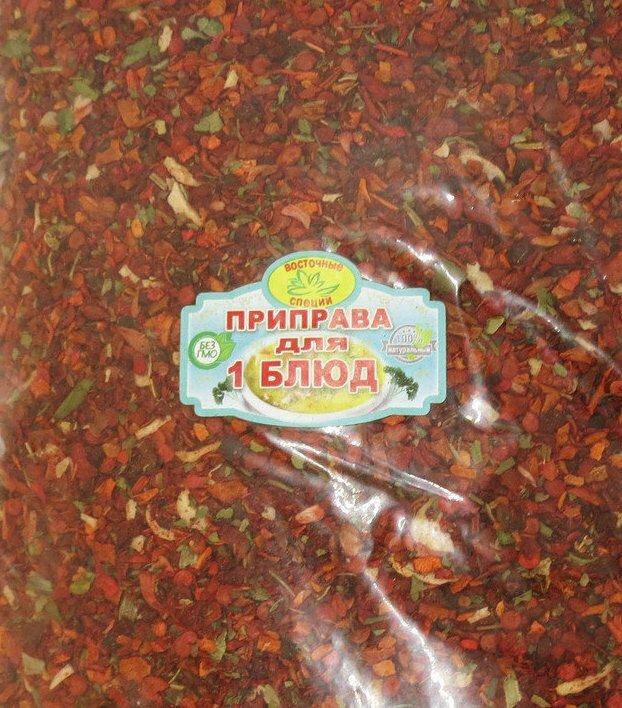 ВОСТОЧНЫЕ
СПЕЦИИ
ПРИПРАВА
для
1 БЛЮД
БЕЗ
ГМО
100%
натуральный